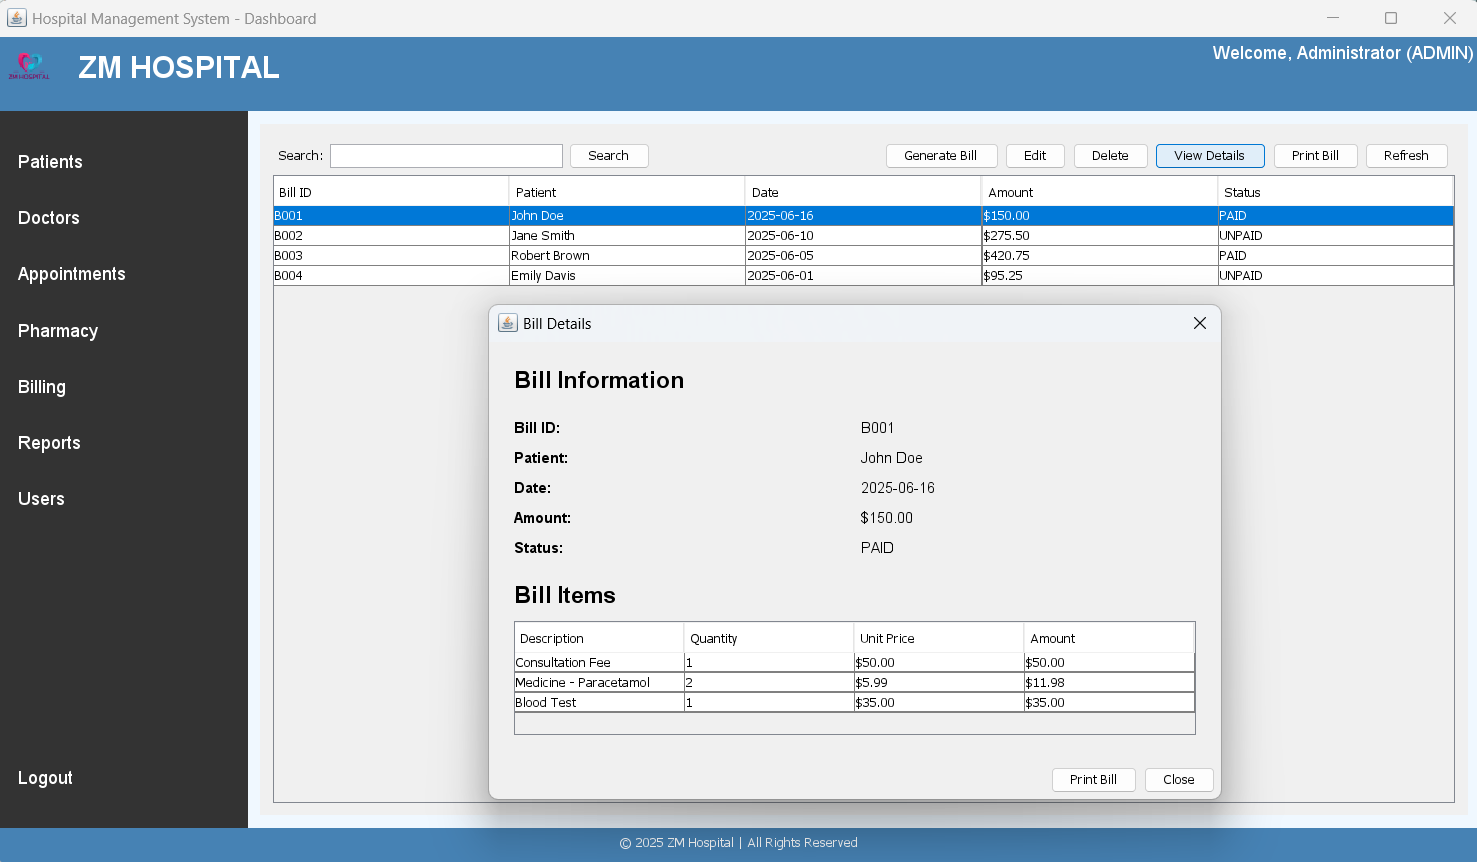 Hospital Management System - Dashboard
ZM HOSPITAL
ZM HOSPITAL
Welcome, Administrator (ADMIN)
Patients
Doctors
Appointments
Pharmacy
Billing
Reports
Users
Logout
Search: Search Generate Bill Edit Delete View Details Print Bill Refresh
Bill ID Patient Date Amount Status
B001 John Doe 2025-06-16 $150.00 PAID
B002 Jane Smith 2025-06-10 $275.50 UNPAID
B003 Robert Brown 2025-06-05 $420.75 PAID
B004 Emily Davis 2025-06-01 $95.25 UNPAID
Bill Details
Bill Information
Bill ID: B001
Patient: John Doe
Date: 2025-06-16
Amount: $150.00
Status: PAID
Bill Items
Description Quantity Unit Price Amount
Consultation Fee 1 $50.00 $50.00
Medicine - Paracetamol 2 $5.99 $11.98
Blood Test 1 $35.00 $35.00
Print Bill Close
© 2025 ZM Hospital | All Rights Reserved